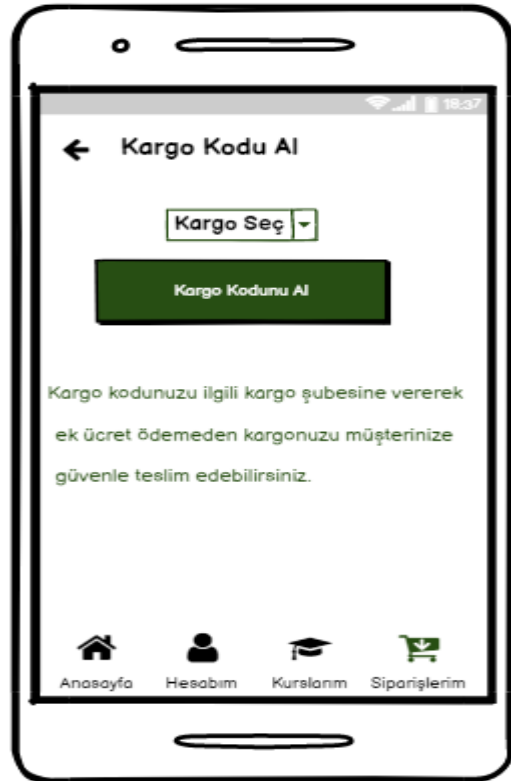 18:37
Kargo Kodu Al
Kargo Seç
Kargo Kodunu Al
Kargo kodunuzu ilgili kargo şubesine vererek
ek ücret ödemeden kargonuzu müşterinize
güvenle teslim edebilirsiniz.
Anasayfa Hesabım Kurslarım Siparişlerim